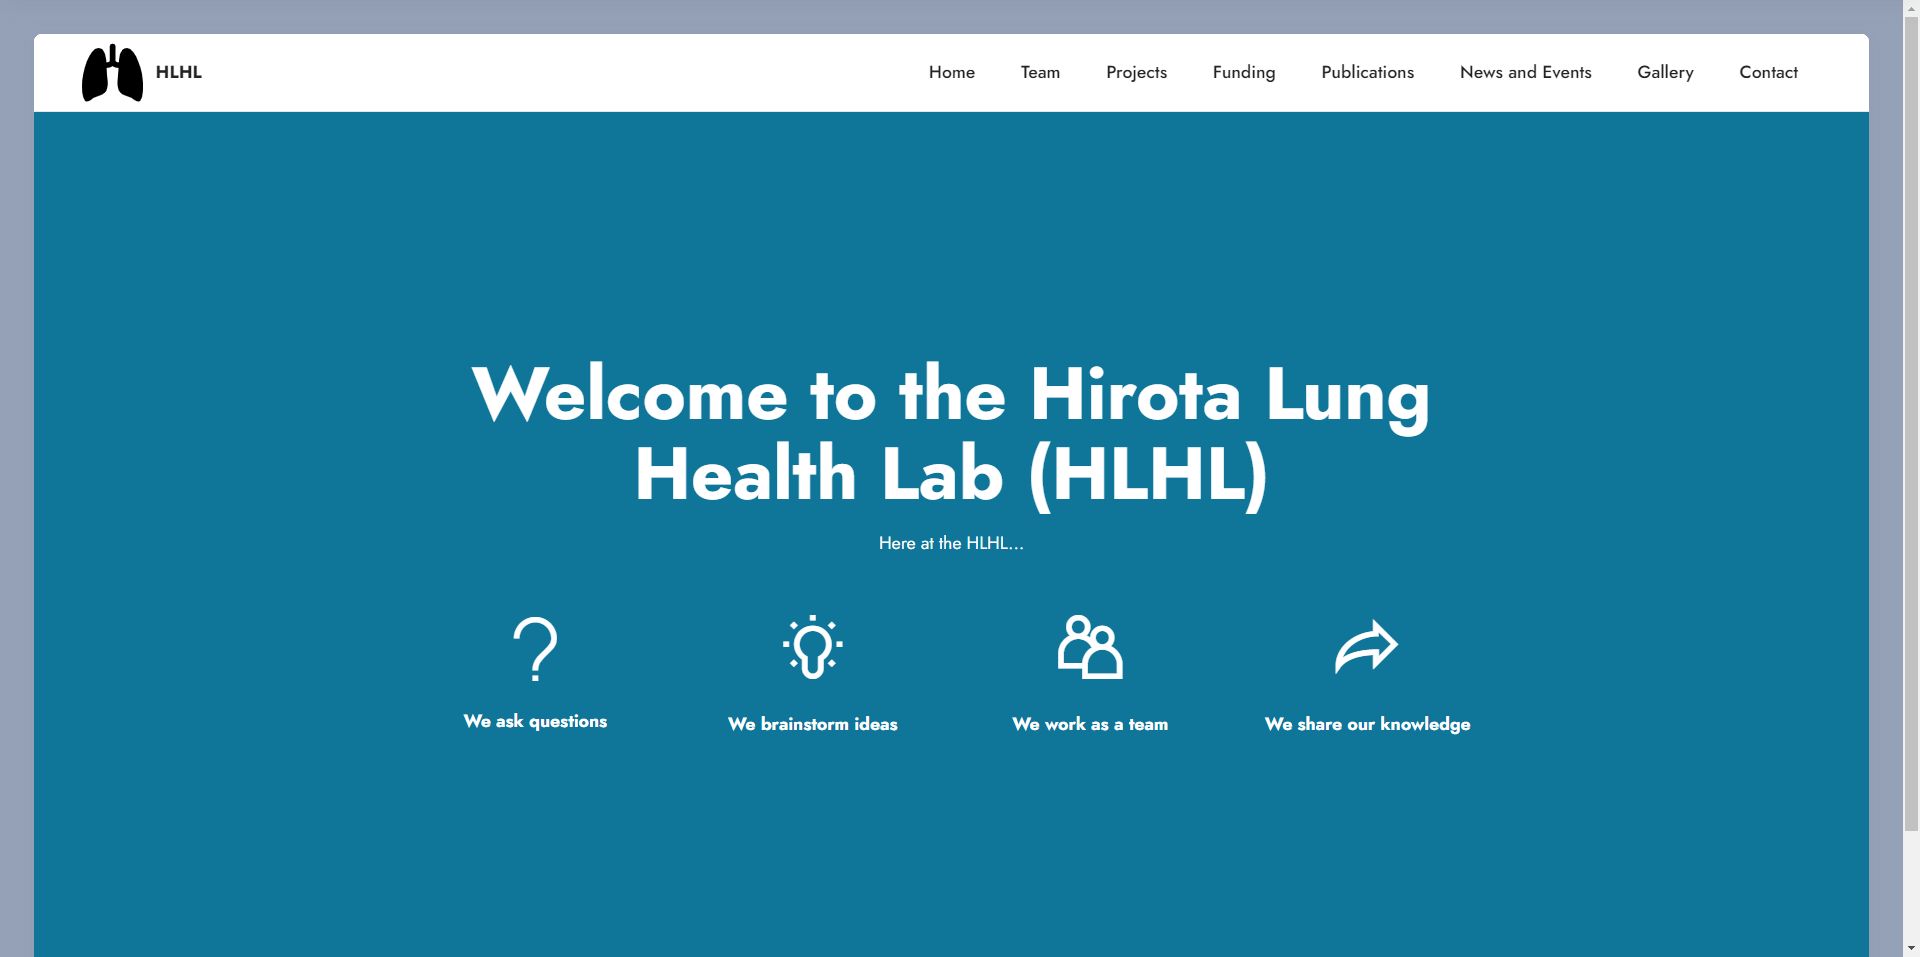 HLHL
Home Team Projects Funding Publications News and Events Gallery Contact
Welcome to the Hirota Lung
Health Lab (HLHL)
Here at the HLHL...
We ask questions
We brainstorm ideas
We work as a team
We share our knowledge